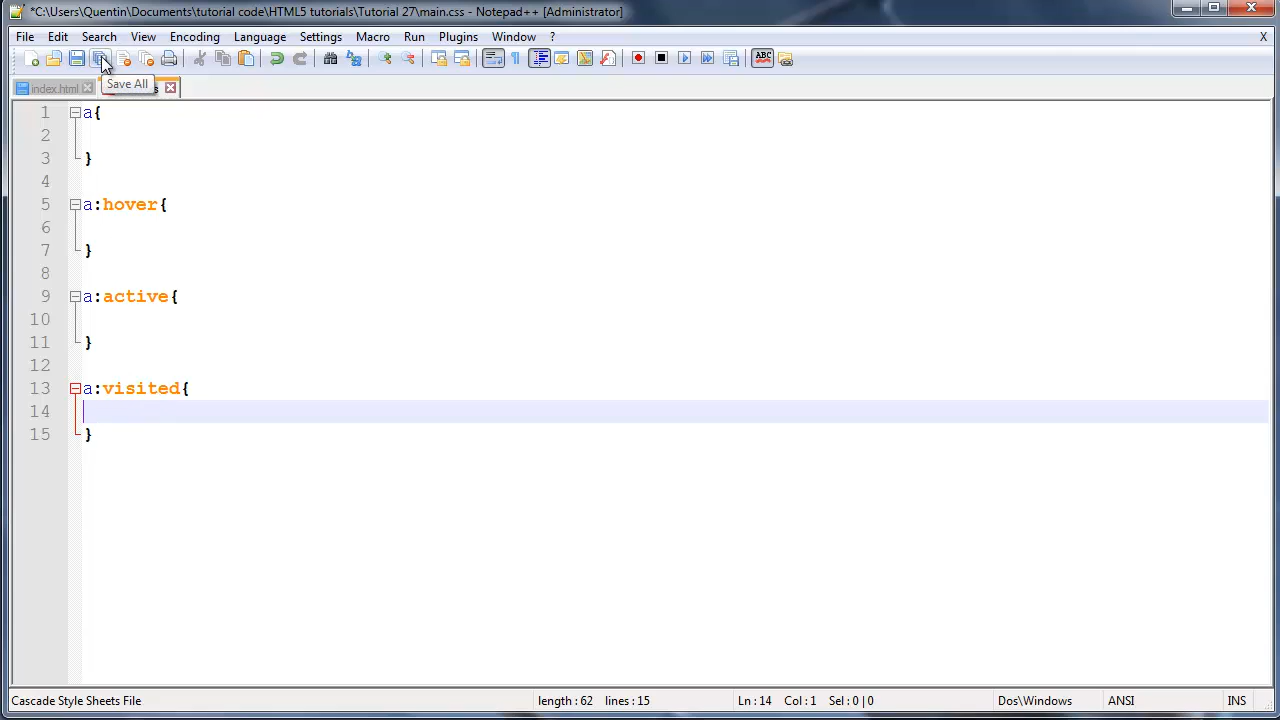 *C:\Users\Quentin\Documents\tutorial code\HTML5 tutorials\Tutorial 27\main.css - Notepad++ [Administrator]
File Edit Search View Encoding Language Settings Macro Run Plugins Window ? X
Save All
index.html
1 a{
2
3 }
4
5 a:hover{
6
7 }
8
9 a:active{
10
11 }
12
13 a:visited{
14
15 }
Cascade Style Sheets File length : 62 lines : 15 Ln : 14 Col : 1 Sel : 0 | 0 Dos\Windows ANSI INS